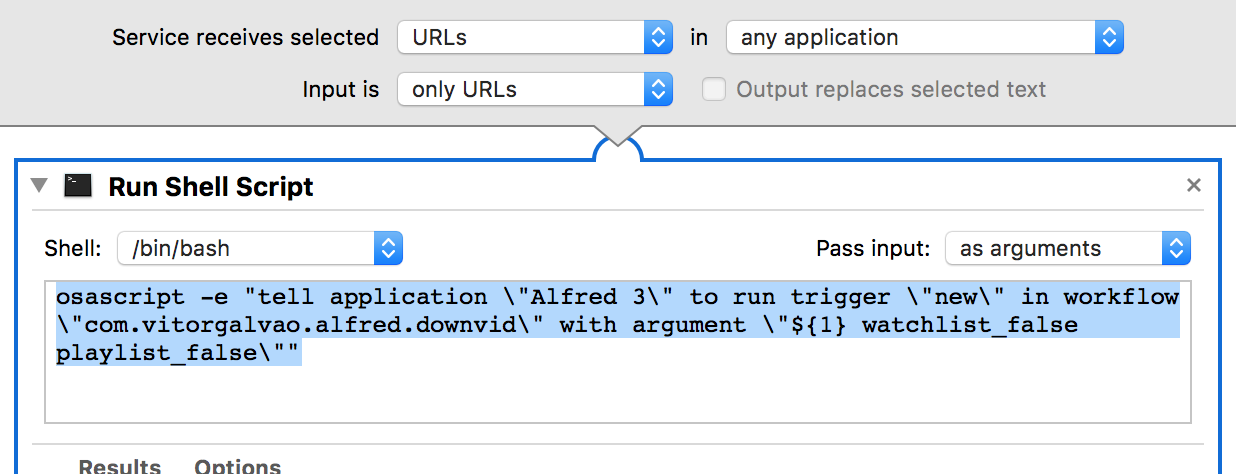 Service receives selected URLs in any application
Input is only URLs Output replaces selected text
>_
Run Shell Script
Shell: /bin/bash Pass input: as arguments
osascript -e "tell application \"Alfred 3\" to run trigger \"new\" in workflow
\"com.vitorgalvao.alfred.downvid\" with argument \"${1} watchlist_false
playlist_false\""
Results Options